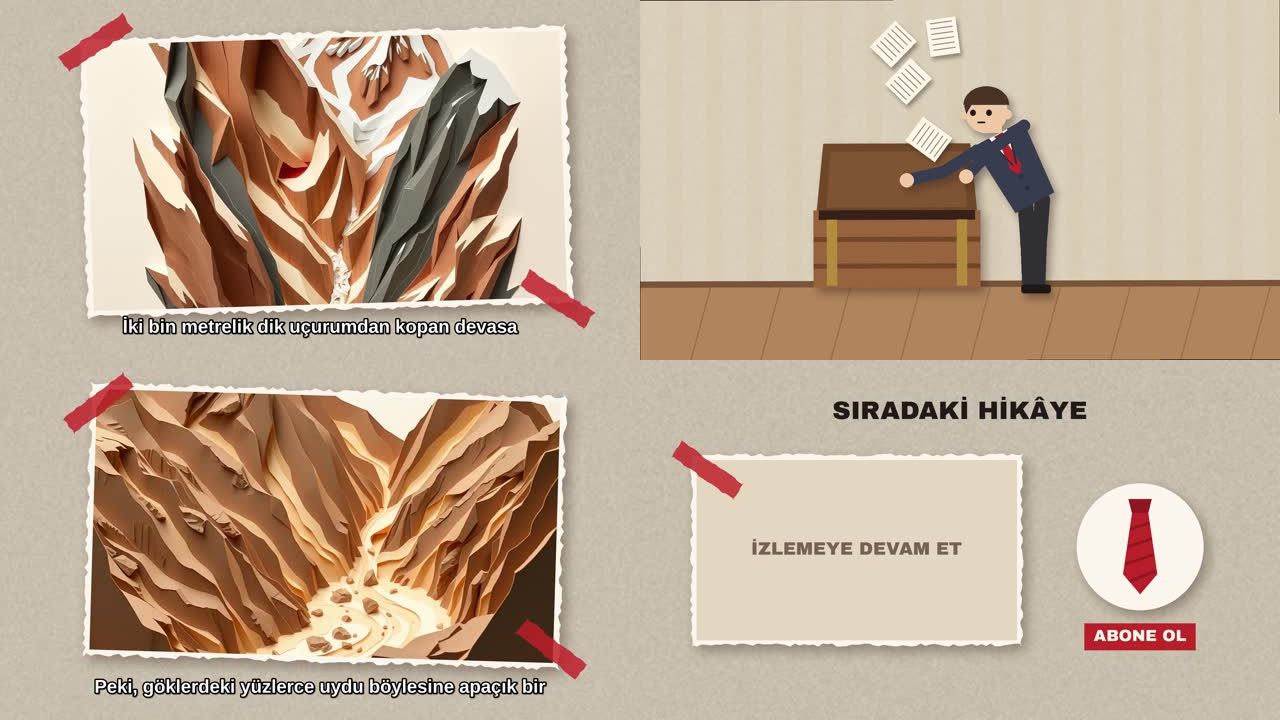 İki bin metrelik dik uçurumdan kopan devasa
Peki, göklerdeki yüzlerce uydu böylesine apaçık bir
SIRADAKİ HİKÂYE
İZLEMEYE DEVAM ET
ABONE OL